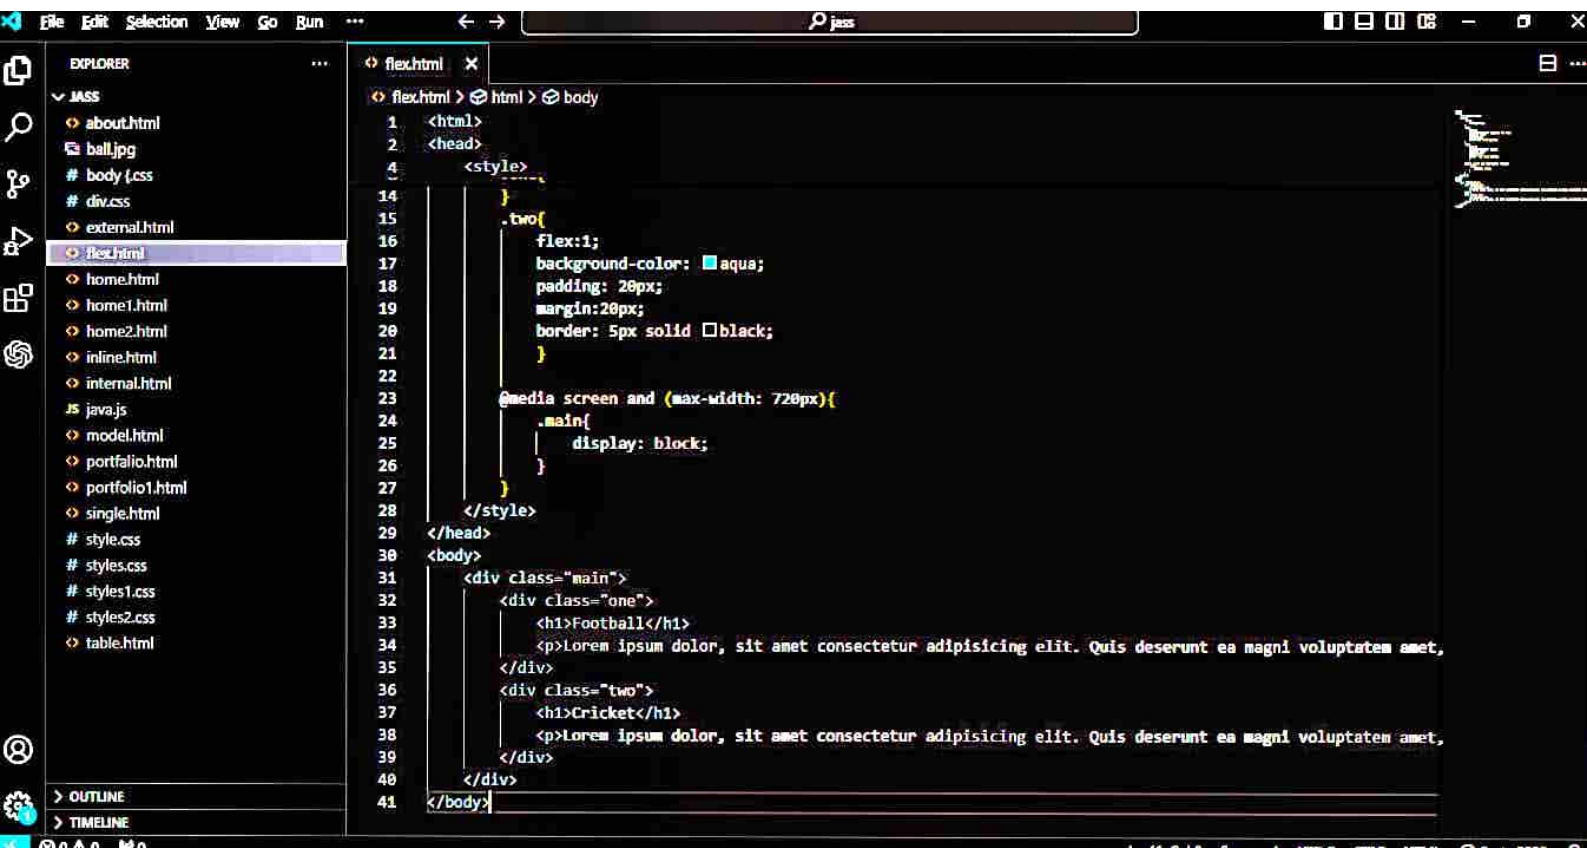 File Edit Selection View Go Run ··· jass
EXPLORER ···
JASS
about.html
ball.jpg
# body {.css
# div.css
external.html
flex.html
home.html
home1.html
home2.html
inline.html
internal.html
JS java.js
model.html
portfalio.html
portfolio1.html
single.html
# style.css
# styles.css
# styles1.css
# styles2.css
table.html
OUTLINE
TIMELINE
flex.html
flex.html > html > body
1 <html>
2 <head>
4 <style>
14 }
15 .two{
16 flex:1;
17 background-color: aqua;
18 padding: 20px;
19 margin:20px;
20 border: 5px solid black;
21 }
22
23 @media screen and (max-width: 720px){
24 .main{
25 display: block;
26 }
27 }
28 </style>
29 </head>
30 <body>
31 <div class="main">
32 <div class="one">
33 <h1>Football</h1>
34 <p>Lorem ipsum dolor, sit amet consectetur adipisicing elit. Quis deserunt ea magni voluptatem amet,
35 </div>
36 <div class="two">
37 <h1>Cricket</h1>
38 <p>Lorem ipsum dolor, sit amet consectetur adipisicing elit. Quis deserunt ea magni voluptatem amet,
39 </div>
40 </div>
41 </body>